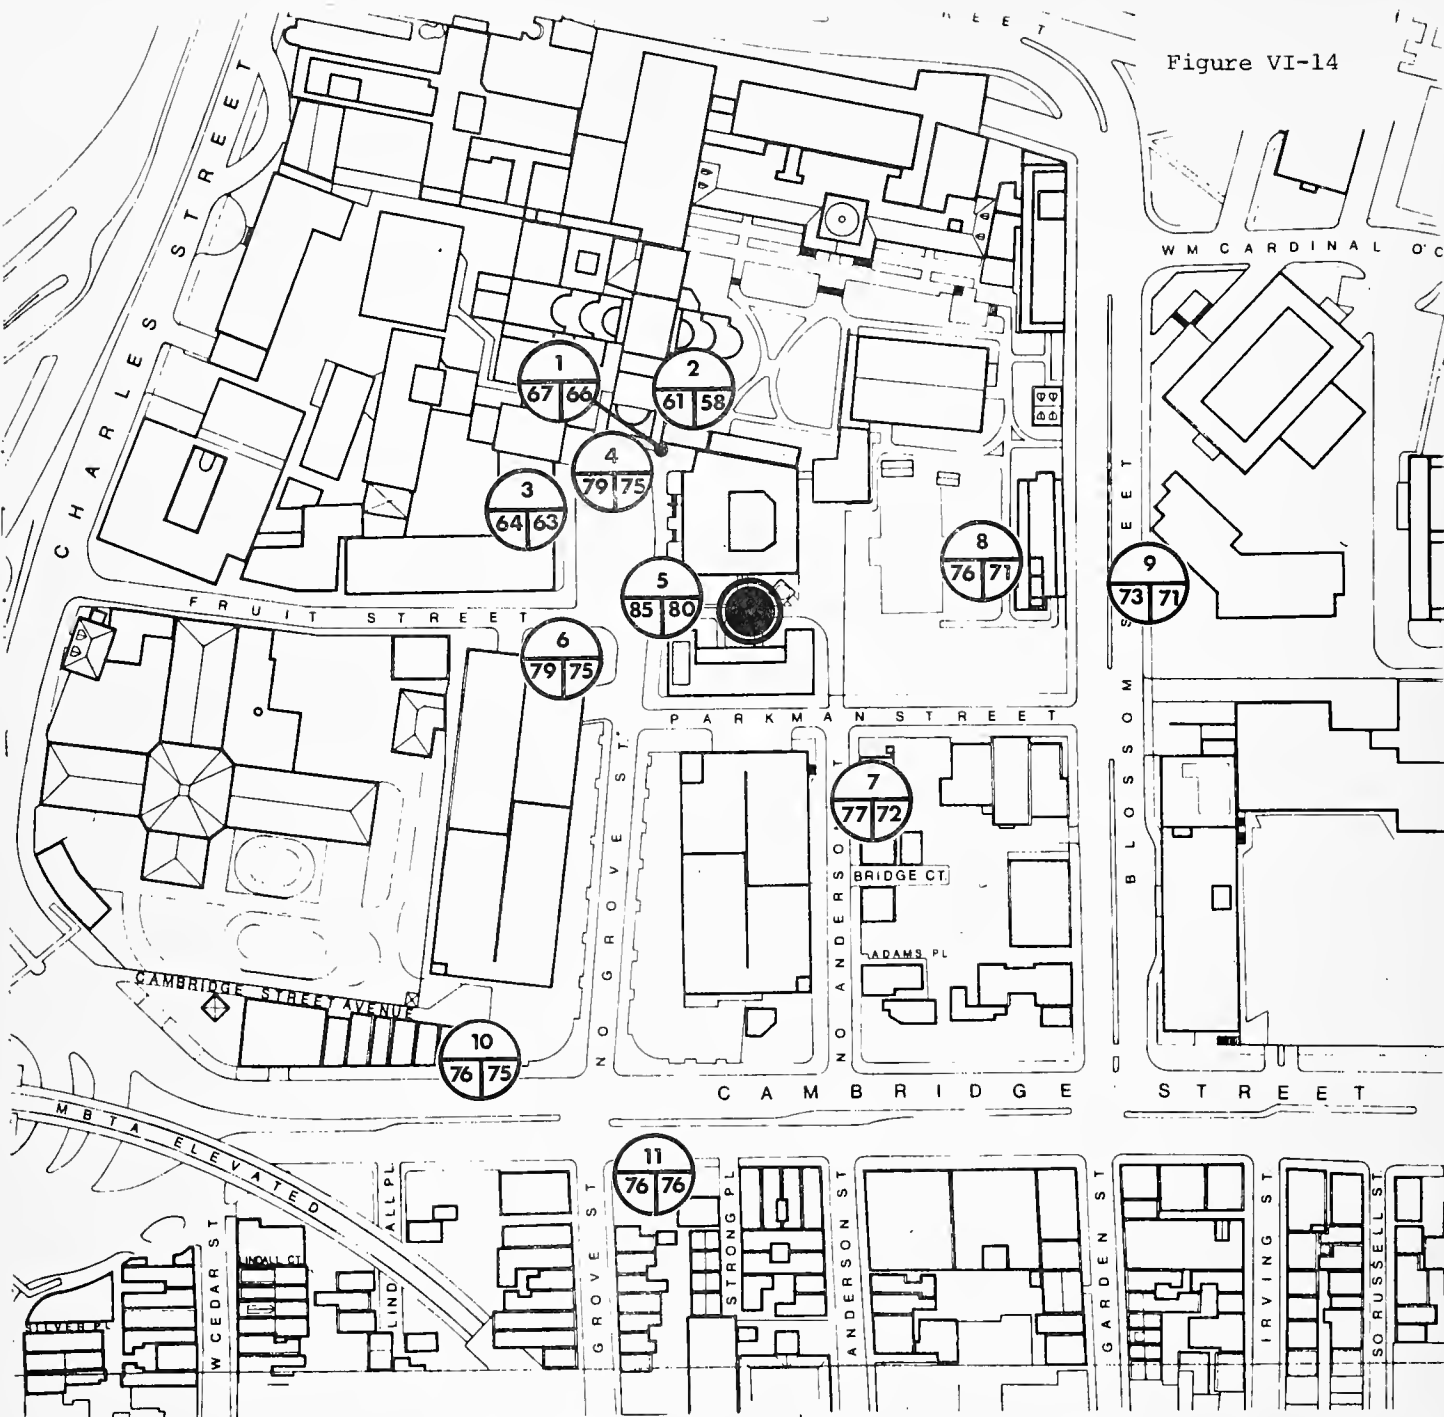 REET
Figure VI-14
CHARLES STREET
WM CARDINAL O'C
1
67 66
2
61 58
4
79 75
3
64 63
8
76 71
9
73 71
5
85 80
FRUIT STREET
6
79 75
BLOSSOM STREET
PARKMAN STREET
NO GROVE ST.
7
77 72
NO ANDERSON ST
BRIDGE CT.
ADAMS PL
CAMBRIDGE STREET AVENUE
10
76 75
CAMBRIDGE STREET
MBTA ELEVATED
11
76 76
W CEDAR ST
LINDALL CT.
LINDALL PL
GROVE ST
STRONG PL
ANDERSON ST
GARDEN ST
IRVING ST
SO RUSSELL ST
SILVER PL